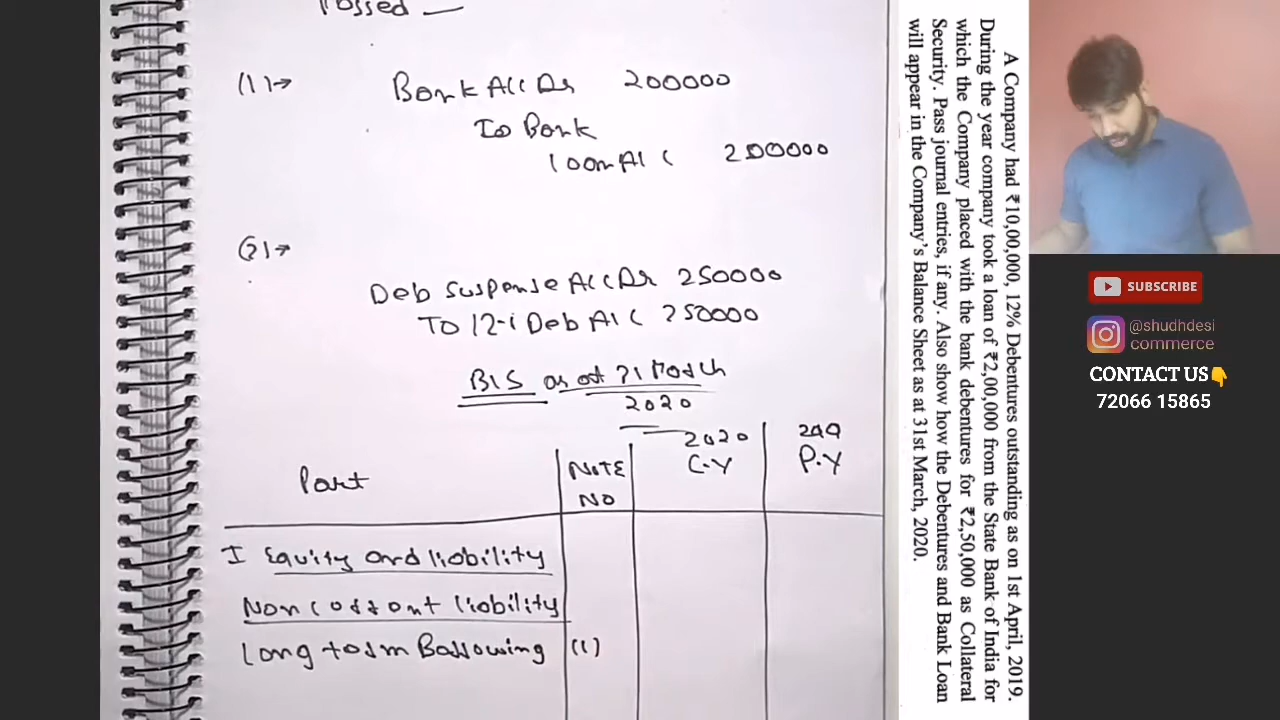 Passed
(1)→ Bank A/c Dr 200000
To Bank
loan A/c 200000
(2)→
Deb suspense A/c Dr 250000
TO 12-1 Deb A/c 250000
B/S as at 31 March
2020
Part NOTE NO 2020 C.Y 2019 P.Y
I Equity and liability
Non current liability
Long term Borrowing (1)
A Company had ₹10,00,000, 12% Debentures outstanding as on 1st April, 2019.
During the year company took a loan of ₹2,00,000 from the State Bank of India for
which the Company placed with the bank debentures for ₹2,50,000 as Collateral
Security. Pass journal entries, if any. Also show how the Debentures and Bank Loan
will appear in the Company's Balance Sheet as at 31st March, 2020.
SUBSCRIBE
@shudhdesi
commerce
CONTACT US👇
72066 15865